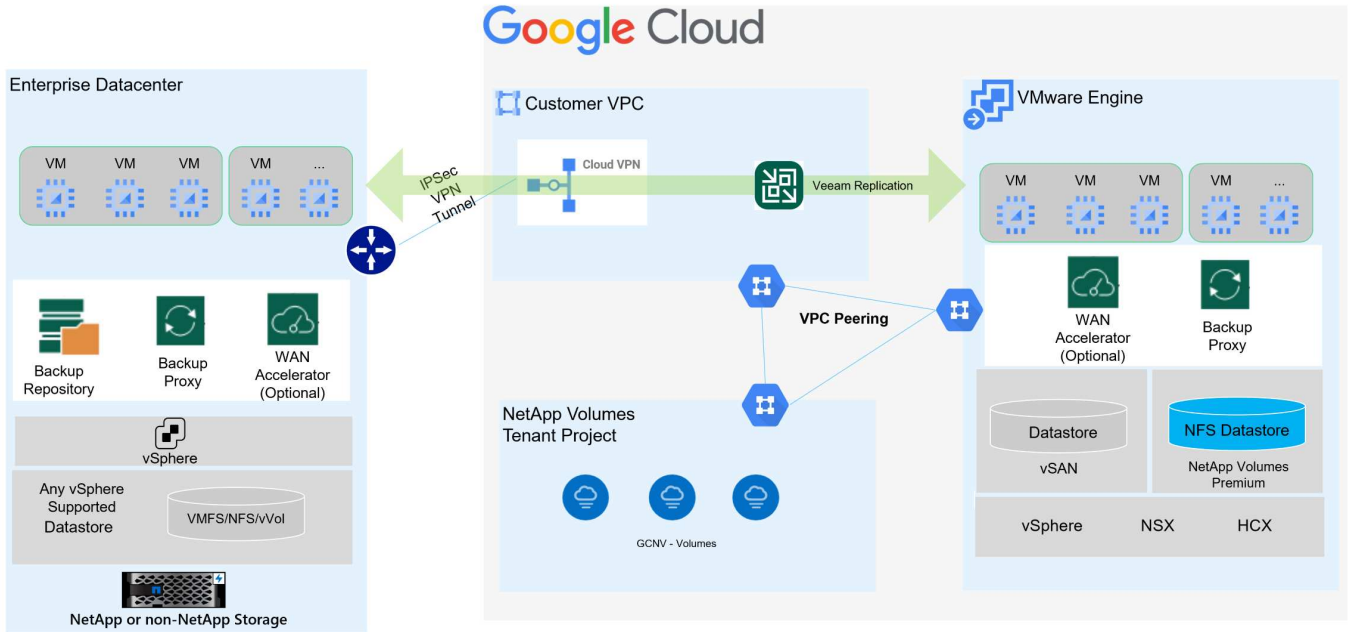 Google Cloud
Enterprise Datacenter
VM
VM
VM
VM
...
IPSec
VPN
Tunnel
Backup
Repository
Backup
Proxy
WAN
Accelerator
(Optional)
vSphere
Any vSphere
Supported
Datastore
VMFS/NFS/vVol
NetApp or non-NetApp Storage
Customer VPC
Cloud VPN
Veeam Replication
VPC Peering
NetApp Volumes
Tenant Project
GCNV - Volumes
VMware Engine
VM
VM
VM
VM
...
WAN
Accelerator
(Optional)
Backup
Proxy
Datastore
vSAN
NFS Datastore
NetApp Volumes
Premium
vSphere
NSX
HCX